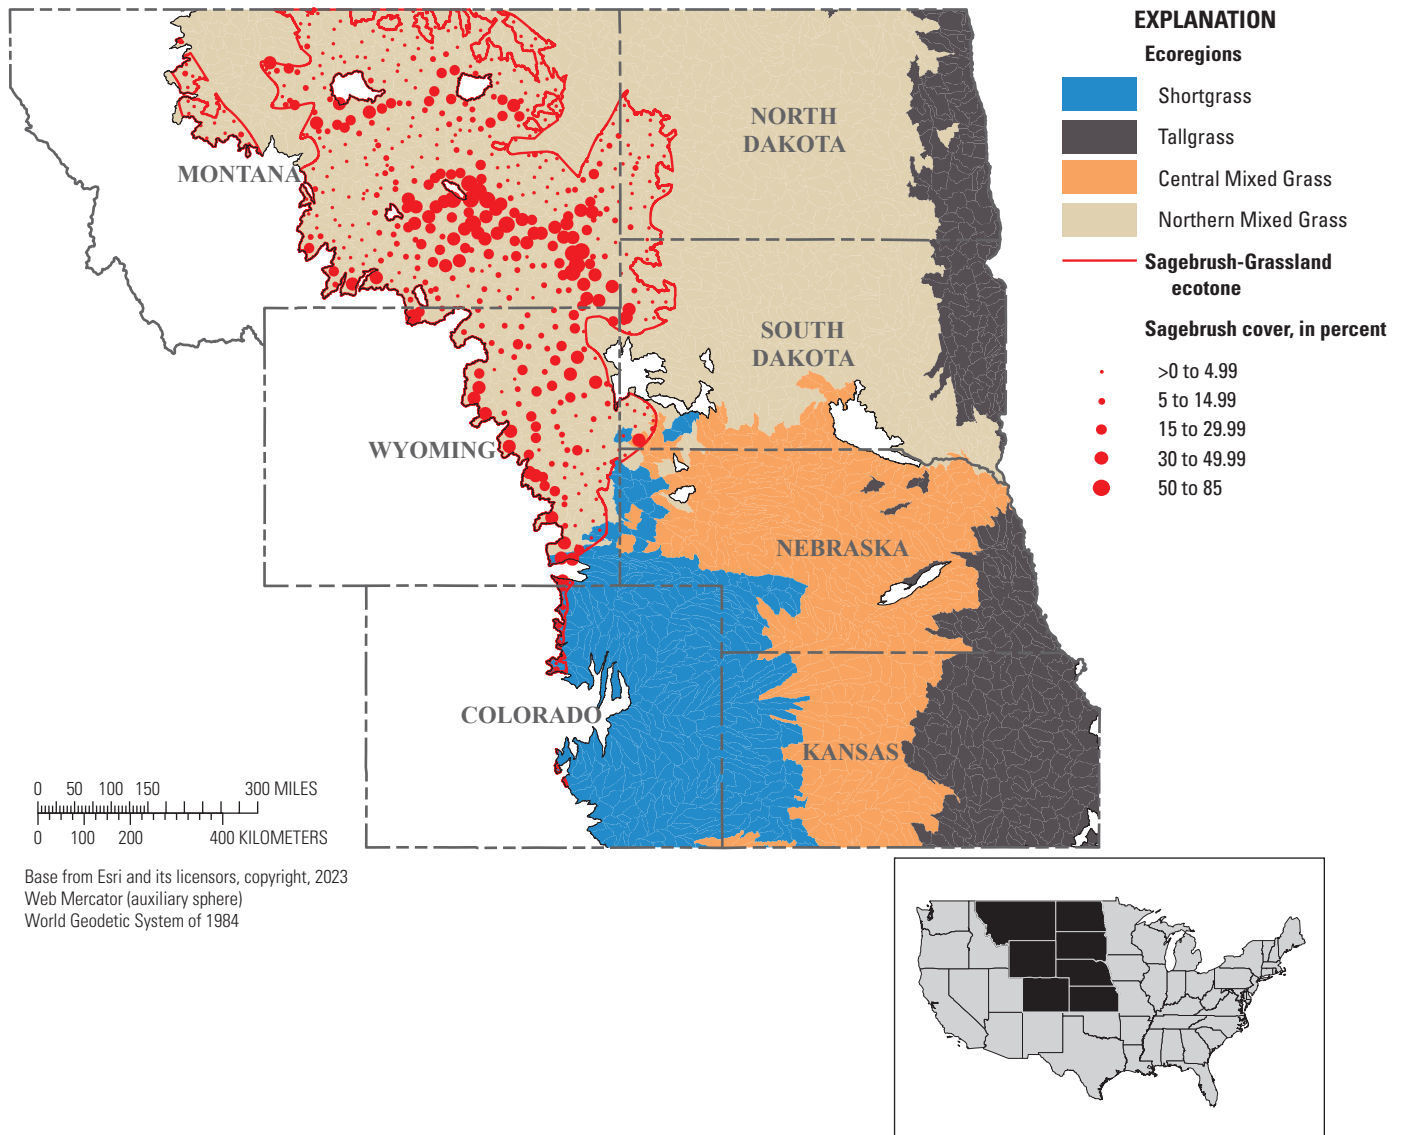 EXPLANATION
Ecoregions
Shortgrass
Tallgrass
Central Mixed Grass
Northern Mixed Grass
Sagebrush-Grassland
ecotone
Sagebrush cover, in percent
>0 to 4.99
5 to 14.99
15 to 29.99
30 to 49.99
50 to 85
MONTANA
NORTH
DAKOTA
SOUTH
DAKOTA
WYOMING
NEBRASKA
COLORADO
KANSAS
0 50 100 150 300 MILES
0 100 200 400 KILOMETERS
Base from Esri and its licensors, copyright, 2023
Web Mercator (auxiliary sphere)
World Geodetic System of 1984